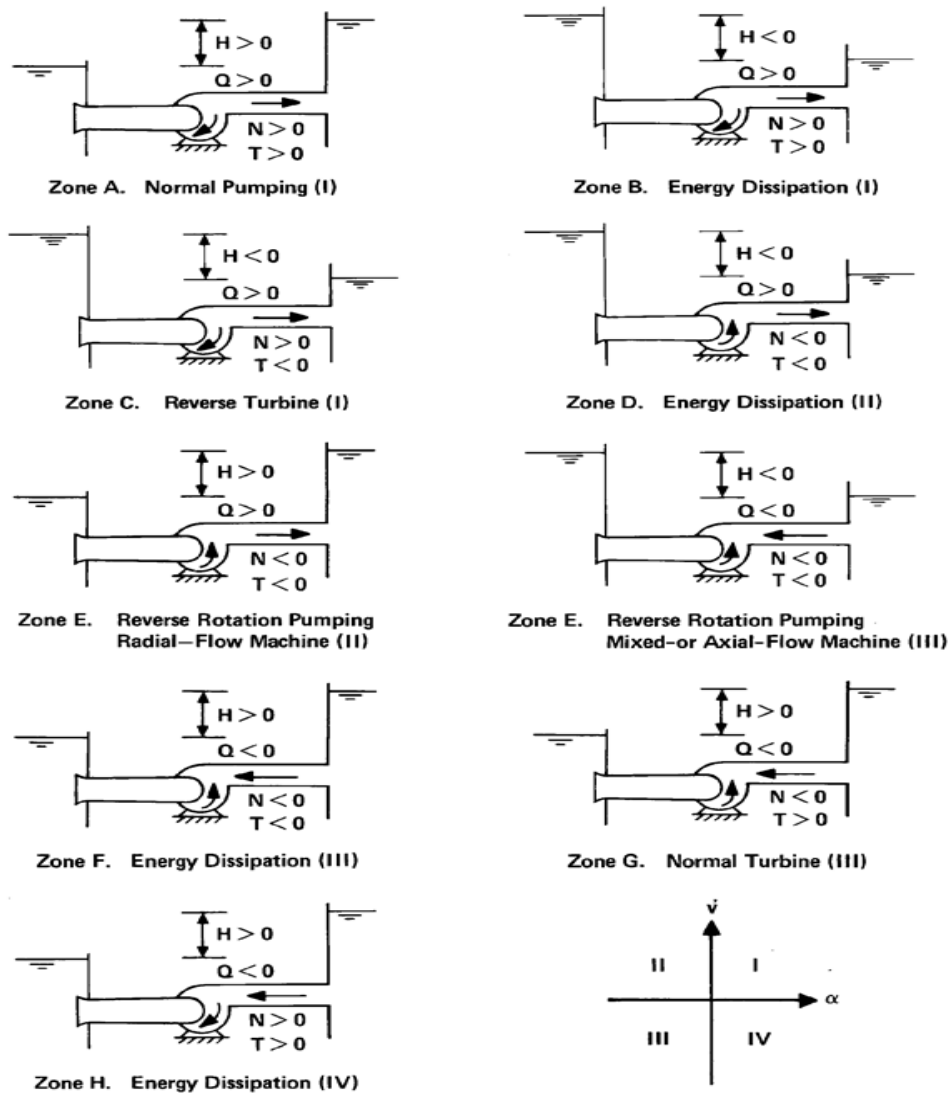 H > 0
Q > 0
N > 0
T > 0
Zone A. Normal Pumping (I)
H < 0
Q > 0
N > 0
T > 0
Zone B. Energy Dissipation (I)
H < 0
Q > 0
N > 0
T < 0
Zone C. Reverse Turbine (I)
H < 0
Q > 0
N < 0
T < 0
Zone D. Energy Dissipation (II)
H > 0
Q > 0
N < 0
T < 0
Zone E. Reverse Rotation Pumping
Radial–Flow Machine (II)
H < 0
Q < 0
N < 0
T < 0
Zone E. Reverse Rotation Pumping
Mixed-or Axial-Flow Machine (III)
H > 0
Q < 0
N < 0
T < 0
Zone F. Energy Dissipation (III)
H > 0
Q < 0
N < 0
T > 0
Zone G. Normal Turbine (III)
H > 0
Q < 0
N > 0
T > 0
Zone H. Energy Dissipation (IV)
v
II I
α
III IV